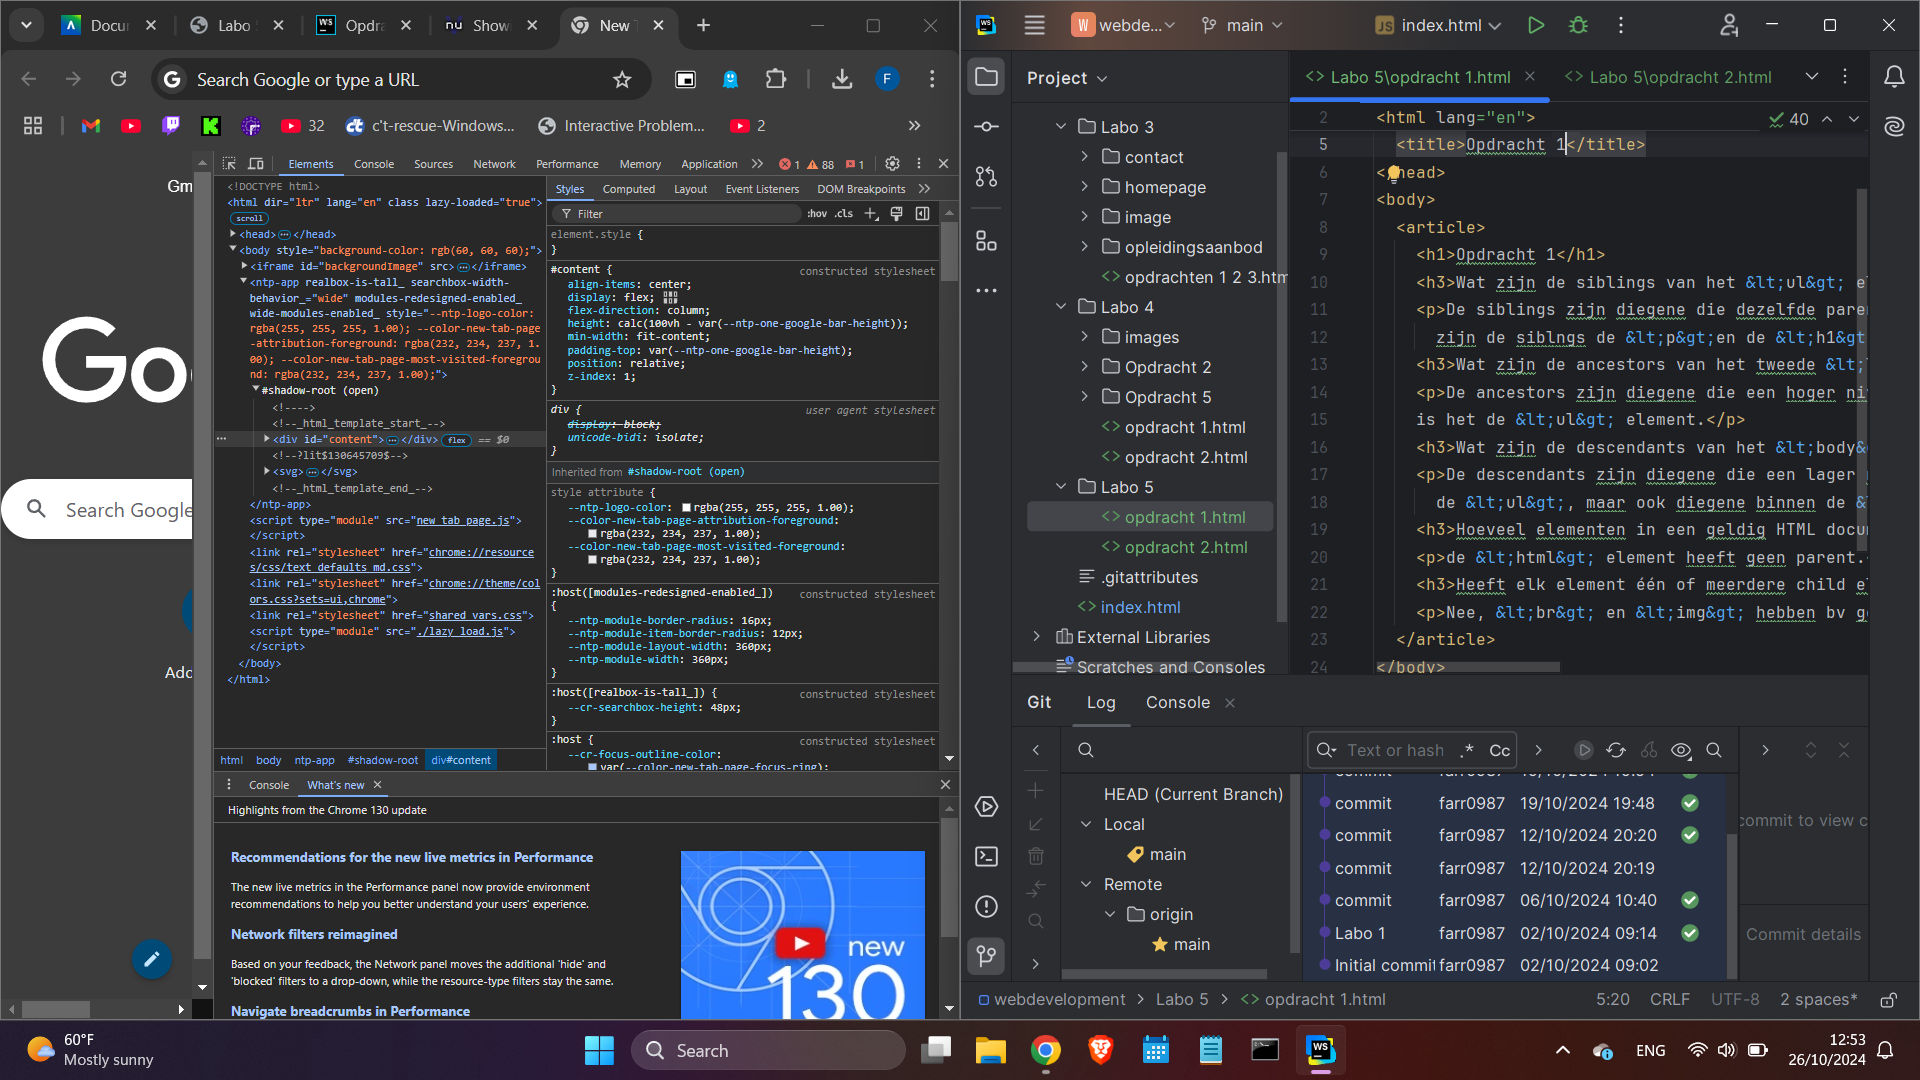 Docur
Labo 5
Opdra
Show
New T
Search Google or type a URL
F
32
c't-rescue-Windows...
Interactive Problem...
2
Gm
Search Google
Ado
Elements
Console
Sources
Network
Performance
Memory
Application
1
88
1
<!DOCTYPE html>
<html dir="ltr" lang="en" class lazy-loaded="true">
scroll
<head> </head>
<body style="background-color: rgb(60, 60, 60);">
<iframe id="backgroundImage" src> </iframe>
<ntp-app realbox-is-tall_ searchbox-width-
behavior_="wide" modules-redesigned-enabled_
wide-modules-enabled_ style="--ntp-logo-color:
rgba(255, 255, 255, 1.00); --color-new-tab-page
-attribution-foreground: rgba(232, 234, 237, 1.
00); --color-new-tab-page-most-visited-foregrou
nd: rgba(232, 234, 237, 1.00);">
#shadow-root (open)
<!---->
<!--_html_template_start_-->
<div id="content"> </div> flex == $0
<!--?lit$130645709$-->
<svg> </svg>
<!--_html_template_end_-->
</ntp-app>
<script type="module" src="new_tab_page.js">
</script>
<link rel="stylesheet" href="chrome://resource
s/css/text_defaults_md.css">
<link rel="stylesheet" href="chrome://theme/col
ors.css?sets=ui,chrome">
<link rel="stylesheet" href="shared_vars.css">
<script type="module" src="./lazy_load.js">
</script>
</body>
</html>
html
body
ntp-app
#shadow-root
div#content
Styles
Computed
Layout
Event Listeners
DOM Breakpoints
Filter
:hov .cls
element.style {
}
#content {
constructed stylesheet
align-items: center;
display: flex;
flex-direction: column;
height: calc(100vh - var(--ntp-one-google-bar-height));
min-width: fit-content;
padding-top: var(--ntp-one-google-bar-height);
position: relative;
z-index: 1;
}
div {
user agent stylesheet
display: block;
unicode-bidi: isolate;
}
Inherited from #shadow-root (open)
style attribute {
--ntp-logo-color: rgba(255, 255, 255, 1.00);
--color-new-tab-page-attribution-foreground:
rgba(232, 234, 237, 1.00);
--color-new-tab-page-most-visited-foreground:
rgba(232, 234, 237, 1.00);
}
:host([modules-redesigned-enabled_])
constructed stylesheet
{
--ntp-module-border-radius: 16px;
--ntp-module-item-border-radius: 12px;
--ntp-module-layout-width: 360px;
--ntp-module-width: 360px;
}
:host([realbox-is-tall_]) {
constructed stylesheet
--cr-searchbox-height: 48px;
}
:host {
constructed stylesheet
--cr-focus-outline-color:
var(--color-new-tab-page-focus-ring);
Console
What's new
Highlights from the Chrome 130 update
Recommendations for the new live metrics in Performance
The new live metrics in the Performance panel now provide environment
recommendations to help you better understand your users' experience.
Network filters reimagined
Based on your feedback, the Network panel moves the additional 'hide' and
'blocked' filters to a drop-down, while the resource-type filters stay the same.
Navigate breadcrumbs in Performance
new
130
WS
W
webde...
main
JS
index.html
Project
Labo 3
contact
homepage
image
opleidingsaanbod
opdrachten 1 2 3.htm
Labo 4
images
Opdracht 2
Opdracht 5
opdracht 1.html
opdracht 2.html
Labo 5
opdracht 1.html
opdracht 2.html
.gitattributes
index.html
External Libraries
Scratches and Consoles
Labo 5\opdracht 1.html
Labo 5\opdracht 2.html
40
2 <html lang="en">
5 <title>Opdracht 1</title>
6 </head>
7 <body>
8 <article>
9 <h1>Opdracht 1</h1>
10 <h3>Wat zijn de siblings van het &lt;ul&gt; el
11 <p>De siblings zijn diegene die dezelfde pare
12 zijn de siblngs de &lt;p&gt;en de &lt;h1&gt
13 <h3>Wat zijn de ancestors van het tweede &lt;
14 <p>De ancestors zijn diegene die een hoger niv
15 is het de &lt;ul&gt; element.</p>
16 <h3>Wat zijn de descendants van het &lt;body&
17 <p>De descendants zijn diegene die een lager
18 de &lt;ul&gt;, maar ook diegene binnen de &
19 <h3>Hoeveel elementen in een geldig HTML docu
20 <p>de &lt;html&gt; element heeft geen parent.<
21 <h3>Heeft elk element één of meerdere child el
22 <p>Nee, &lt;br&gt; en &lt;img&gt; hebben bv ge
23 </article>
24 </body>
Git
Log
Console
Text or hash
.*
Cc
HEAD (Current Branch)
Local
main
Remote
origin
main
commit farr0987
commit farr0987 19/10/2024 19:48
commit farr0987 12/10/2024 20:20
commit farr0987 12/10/2024 20:19
commit farr0987 06/10/2024 10:40
Labo 1 farr0987 02/10/2024 09:14
Initial commit farr0987 02/10/2024 09:02
commit to view c
Commit details
webdevelopment
Labo 5
opdracht 1.html
5:20
CRLF
UTF-8
2 spaces*
60°F
Mostly sunny
Search
WS
ENG
12:53
26/10/2024